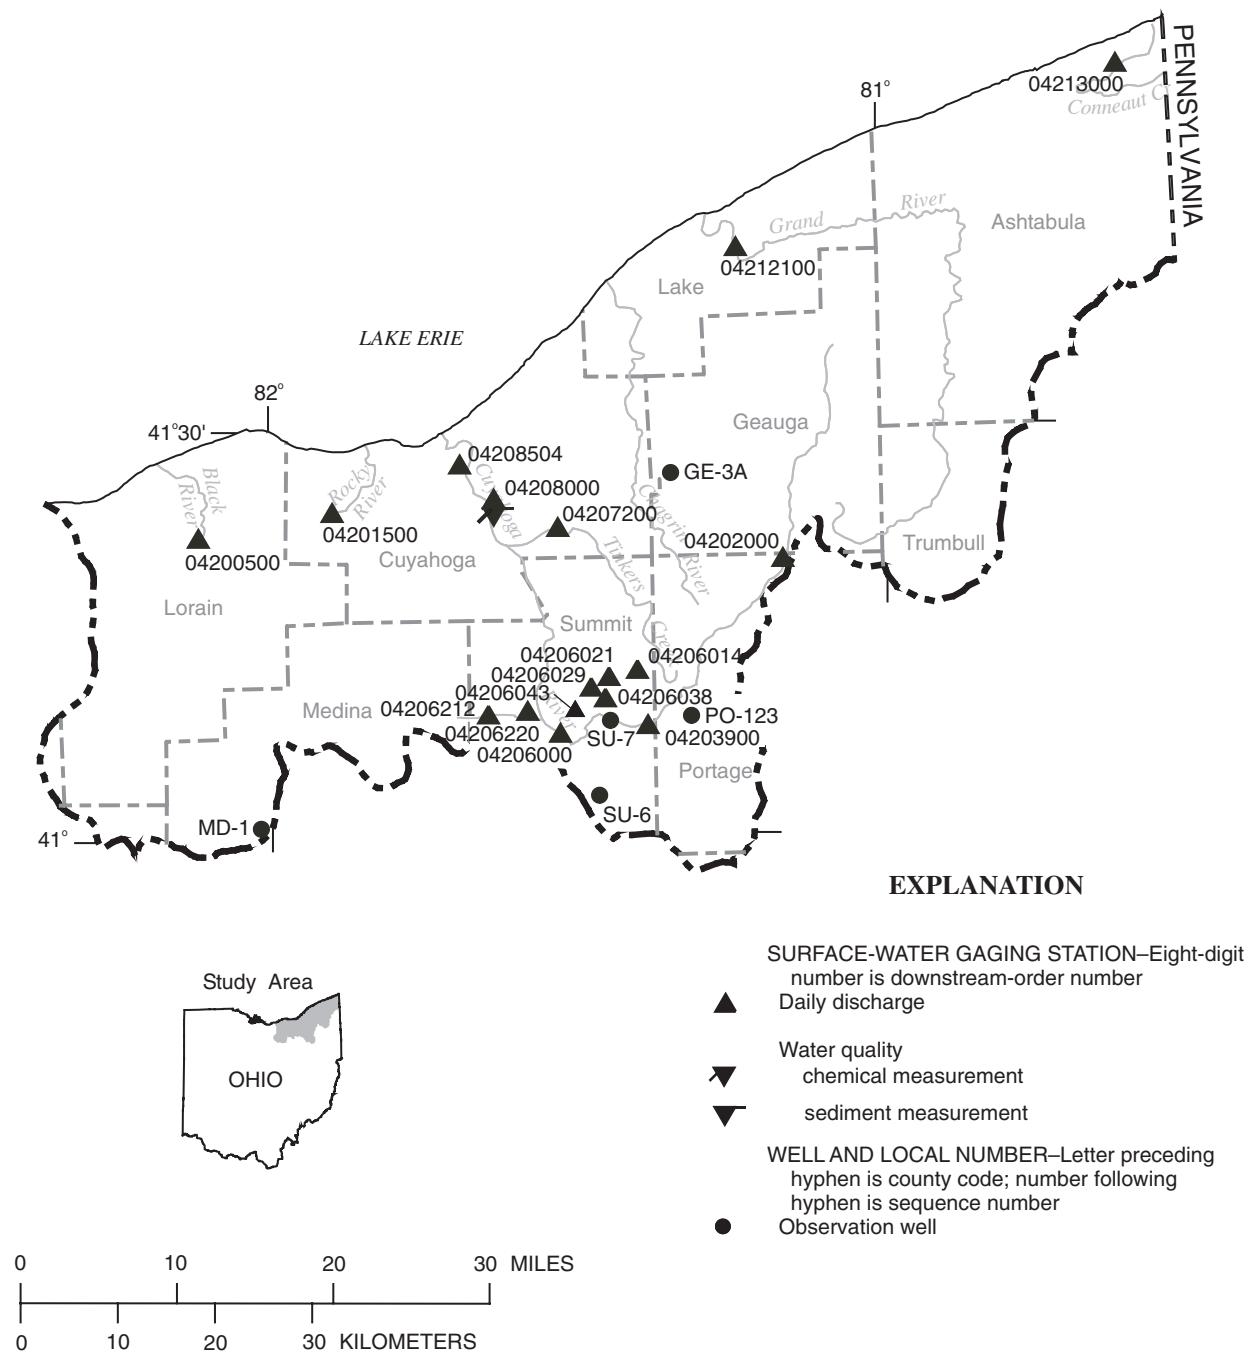 PENNSYLVANIA
04213000
81°
Conneaut C
Grand
River
Ashtabula
04212100
Lake
LAKE ERIE
82°
41°30'
Geauga
04208504
GE-3A
Black
River
Rocky
River
Cuyahoga
04208000
04207200
Chagrin River
04201500
04202000
Trumbull
04200500
Cuyahoga
Tinkers
Lorain
Summit
Creek
04206021
04206014
04206029
04206043
04206038
Medina
04206212
River
PO-123
04206220
SU-7
04203900
04206000
Portage
SU-6
MD-1
41°
EXPLANATION
SURFACE-WATER GAGING STATION–Eight-digit
number is downstream-order number
Daily discharge
Water quality
chemical measurement
sediment measurement
WELL AND LOCAL NUMBER–Letter preceding
hyphen is county code; number following
hyphen is sequence number
Observation well
Study Area
OHIO
0 10 20 30 MILES
0 10 20 30 KILOMETERS